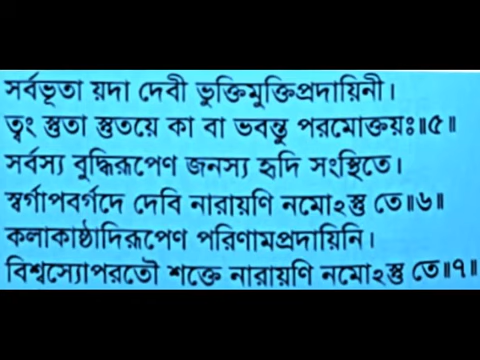 সর্বভূতা য়দা দেবী ভুক্তিমুক্তিপ্রদায়িনী।
ত্বং স্তুতা স্তুতয়ে কা বা ভবন্তু পরমোক্তয়ঃ॥৫॥
সর্বস্য বুদ্ধিরূপেণ জনস্য হৃদি সংস্থিতে।
স্বর্গাপবর্গদে দেবি নারায়ণি নমোঽস্তু তে॥৬॥
কলাকাষ্ঠাদিরূপেণ পরিণামপ্রদায়িনি।
বিশ্বস্যোপরতৌ শক্তে নারায়ণি নমোঽস্তু তে॥৭॥